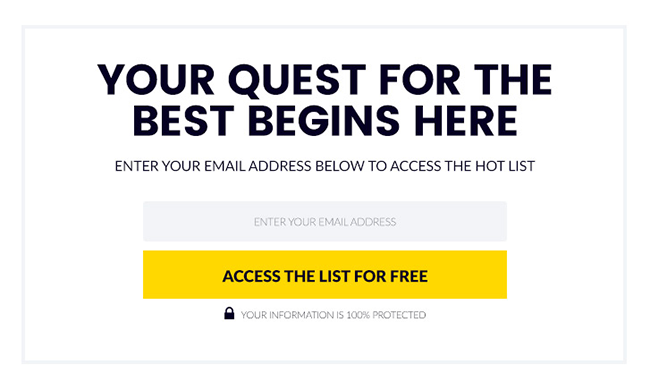 YOUR QUEST FOR THE
BEST BEGINS HERE
ENTER YOUR EMAIL ADDRESS BELOW TO ACCESS THE HOT LIST
ENTER YOUR EMAIL ADDRESS
ACCESS THE LIST FOR FREE
YOUR INFORMATION IS 100% PROTECTED